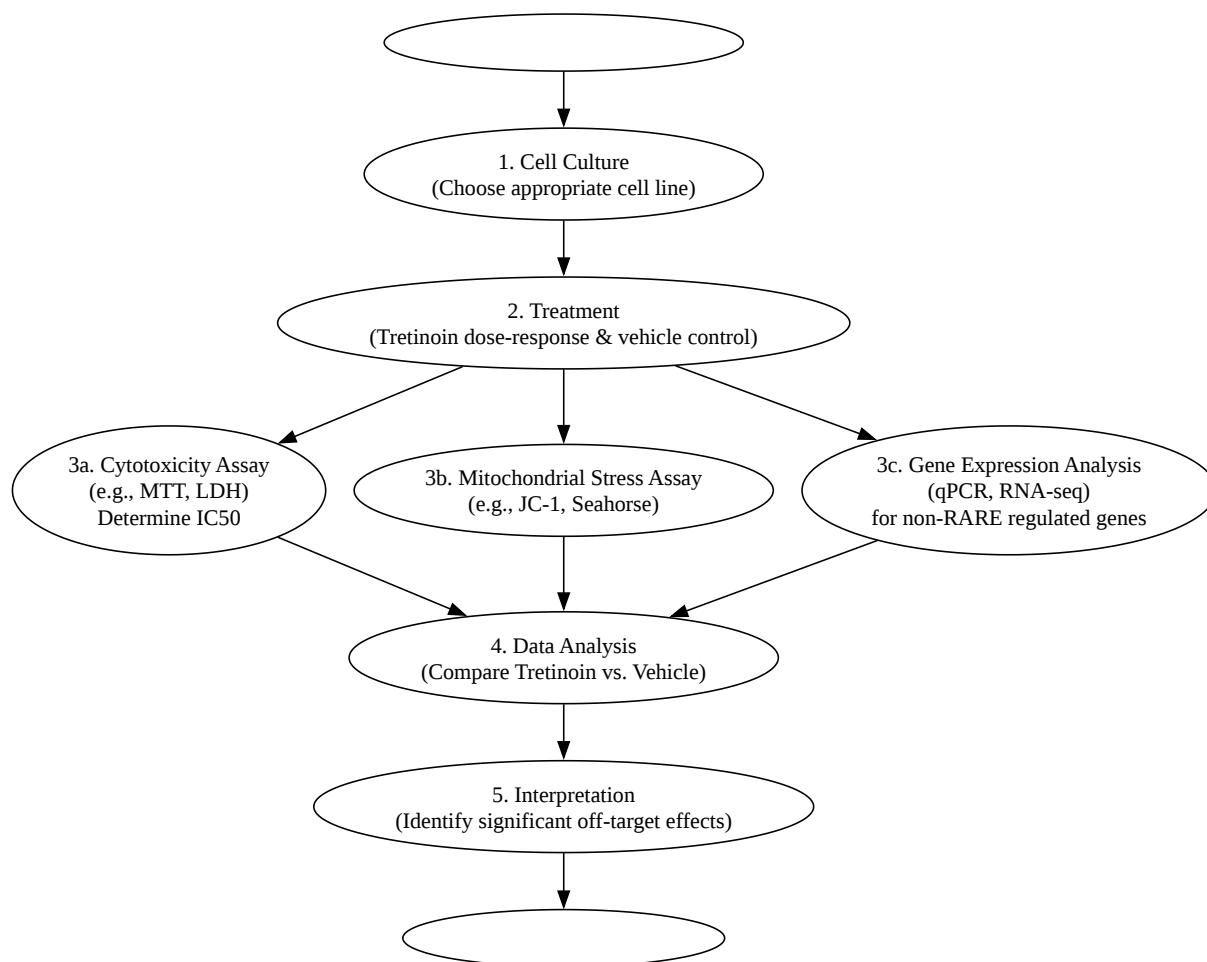 1. Cell Culture
(Choose appropriate cell line)
2. Treatment
(Tretinoin dose-response & vehicle control)
3a. Cytotoxicity Assay
(e.g., MTT, LDH)
Determine IC50
3b. Mitochondrial Stress Assay
(e.g., JC-1, Seahorse)
3c. Gene Expression Analysis
(qPCR, RNA-seq)
for non-RARE regulated genes
4. Data Analysis
(Compare Tretinoin vs. Vehicle)
5. Interpretation
(Identify significant off-target effects)